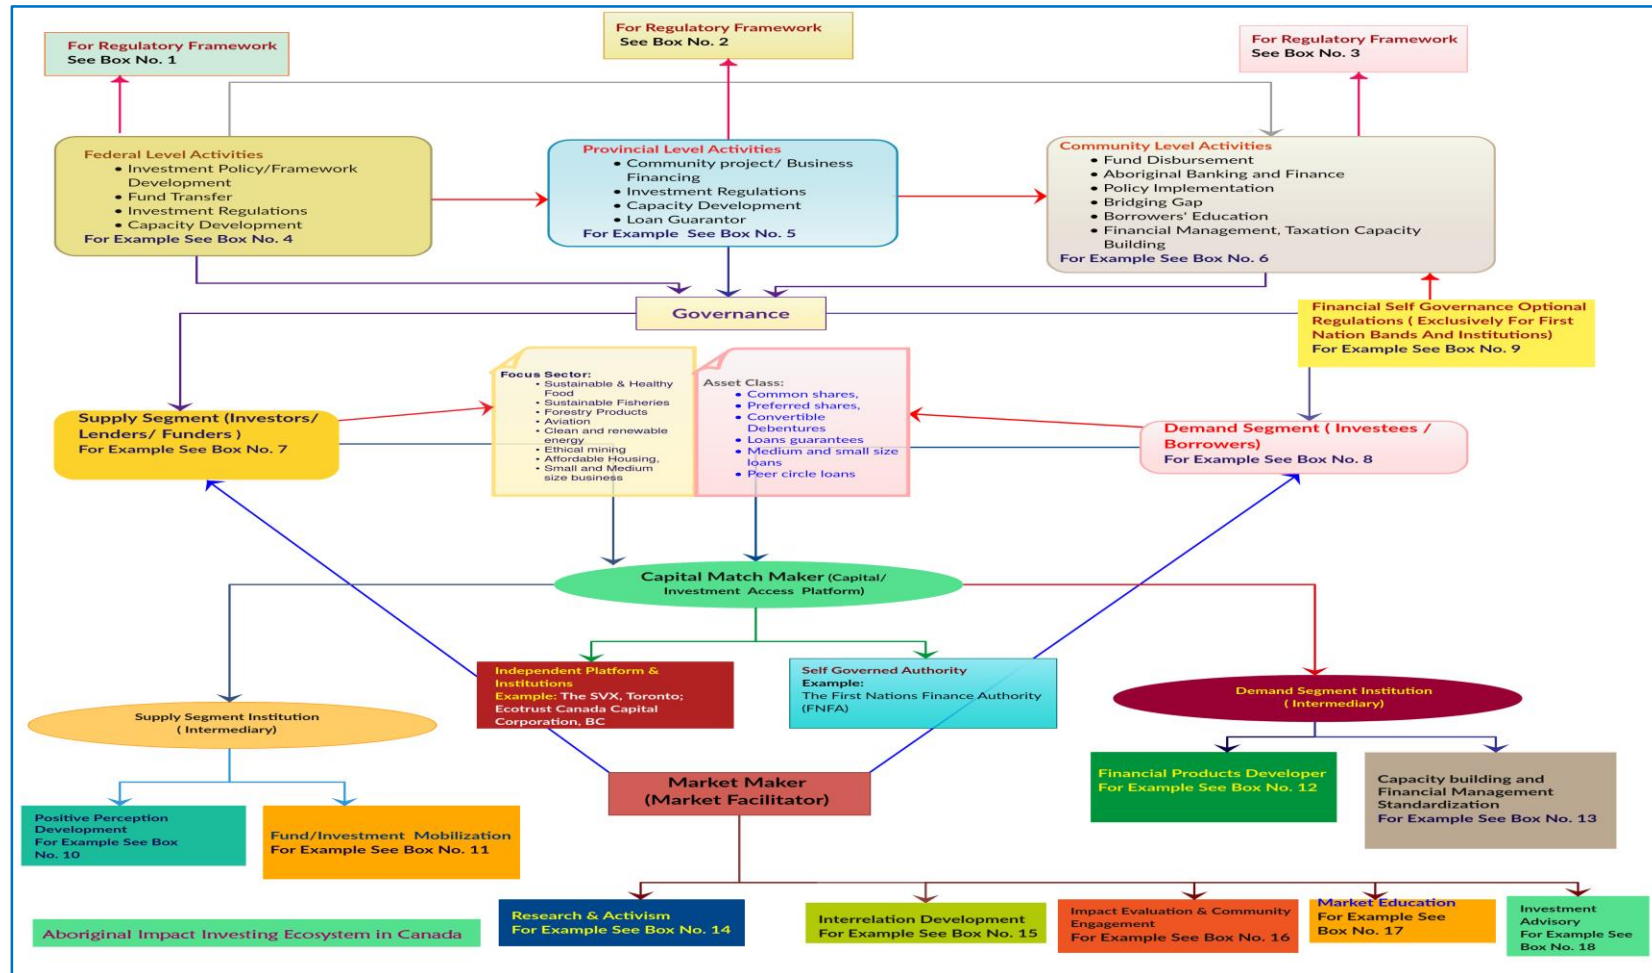 For Regulatory Framework
See Box No. 1
For Regulatory Framework
See Box No. 2
For Regulatory Framework
See Box No. 3
Federal Level Activities
• Investment Policy/Framework
Development
• Fund Transfer
• Investment Regulations
• Capacity Development
For Example See Box No. 4
Provincial Level Activities
• Community project/ Business
Financing
• Investment Regulations
• Capacity Development
• Loan Guarantor
For Example See Box No. 5
Community Level Activities
• Fund Disbursement
• Aboriginal Banking and Finance
• Policy Implementation
• Bridging Gap
• Borrowers' Education
• Financial Management, Taxation Capacity
Building
For Example See Box No. 6
Governance
Financial Self Governance Optional
Regulations ( Exclusively For First
Nation Bands And Institutions)
For Example See Box No. 9
Focus Sector:
• Sustainable & Healthy
Food
• Sustainable Fisheries
• Forestry Products
• Aviation
• Clean and renewable
energy
• Ethical mining
• Affordable Housing,
• Small and Medium
size business
Asset Class:
• Common shares,
• Preferred shares,
• Convertible
Debentures
• Loans guarantees
• Medium and small size
loans
• Peer circle loans
Supply Segment (Investors/
Lenders/ Funders )
For Example See Box No. 7
Demand Segment ( Investees /
Borrowers)
For Example See Box No. 8
Capital Match Maker (Capital/
Investment Access Platform)
Independent Platform &
Institutions
Example: The SVX, Toronto;
Ecotrust Canada Capital
Corporation, BC
Self Governed Authority
Example:
The First Nations Finance Authority
(FNFA)
Supply Segment Institution
( Intermediary)
Demand Segment Institution
( Intermediary)
Market Maker
(Market Facilitator)
Financial Products Developer
For Example See Box No. 12
Capacity building and
Financial Management
Standardization
For Example See Box No. 13
Positive Perception
Development
For Example See Box
No. 10
Fund/Investment Mobilization
For Example See Box No. 11
Research & Activism
For Example See Box No. 14
Interrelation Development
For Example See Box No. 15
Impact Evaluation & Community
Engagement
For Example See Box No. 16
Market Education
For Example See
Box No. 17
Investment
Advisory
For Example See
Box No. 18
Aboriginal Impact Investing Ecosystem in Canada